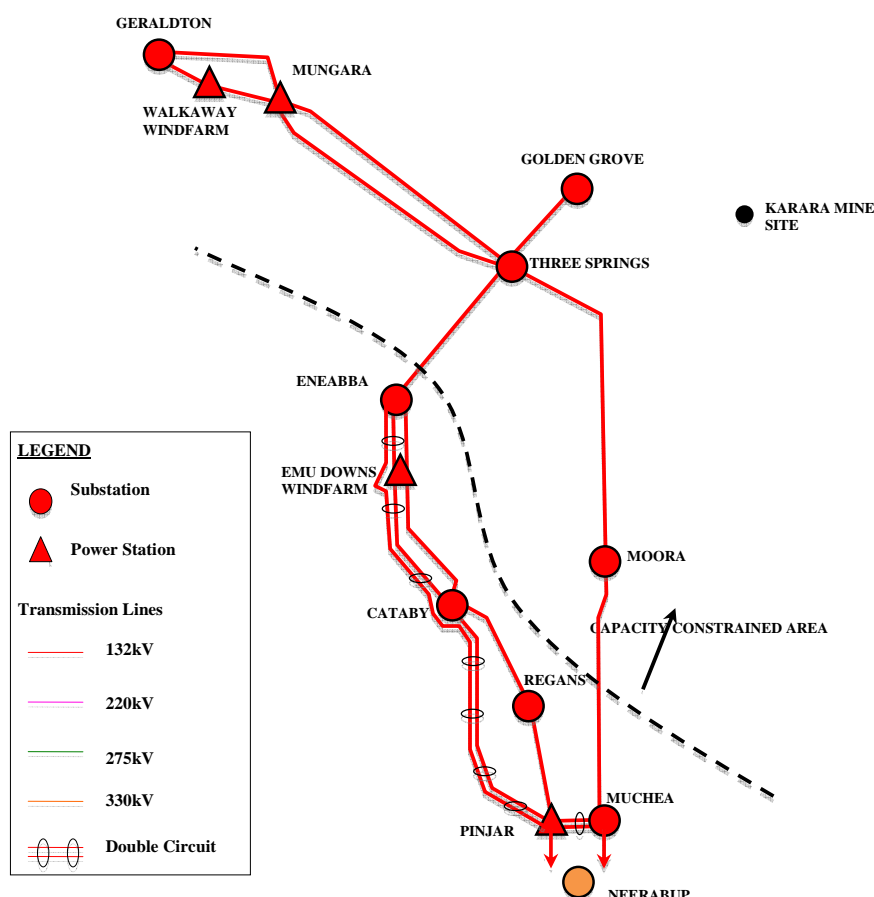 GERALDTON
MUNGARA
WALKAWAY
WINDFARM
GOLDEN GROVE
KARARA MINE
SITE
THREE SPRINGS
ENEABBA
LEGEND
Substation
Power Station
Transmission Lines
132kV
220kV
275kV
330kV
Double Circuit
EMU DOWNS
WINDFARM
MOORA
CATABY
CAPACITY CONSTRAINED AREA
REGANS
MUCHEA
PINJAR
NEERABUP